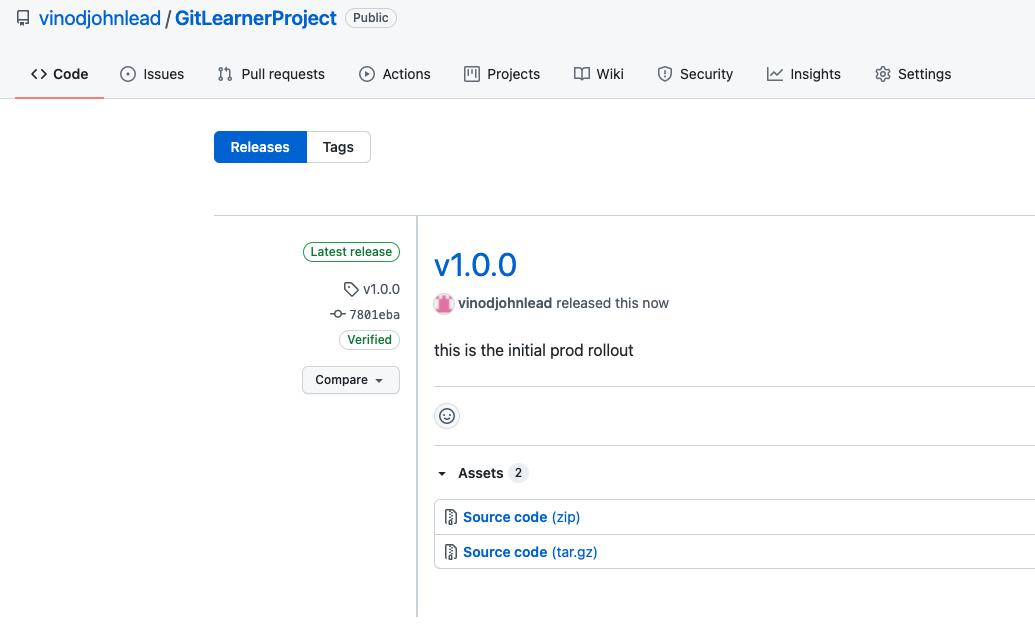 vinodjohnlead / GitLearnerProject Public
Code Issues Pull requests Actions Projects Wiki Security Insights Settings
Releases Tags
Latest release
v1.0.0
7801eba
Verified
Compare
v1.0.0
vinodjohnlead released this now
this is the initial prod rollout
Assets 2
Source code (zip)
Source code (tar.gz)